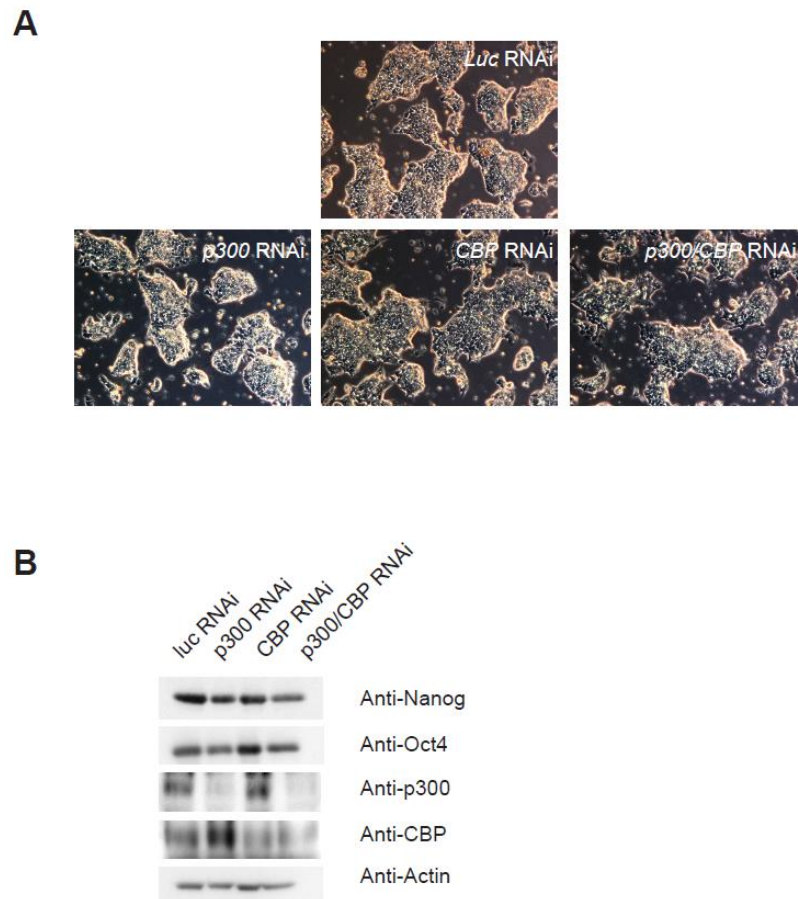 A
Luc RNAi
p300 RNAi
CBP RNAi
p300/CBP RNAi
B
luc RNAi
p300 RNAi
CBP RNAi
p300/CBP RNAi
Anti-Nanog
Anti-Oct4
Anti-p300
Anti-CBP
Anti-Actin